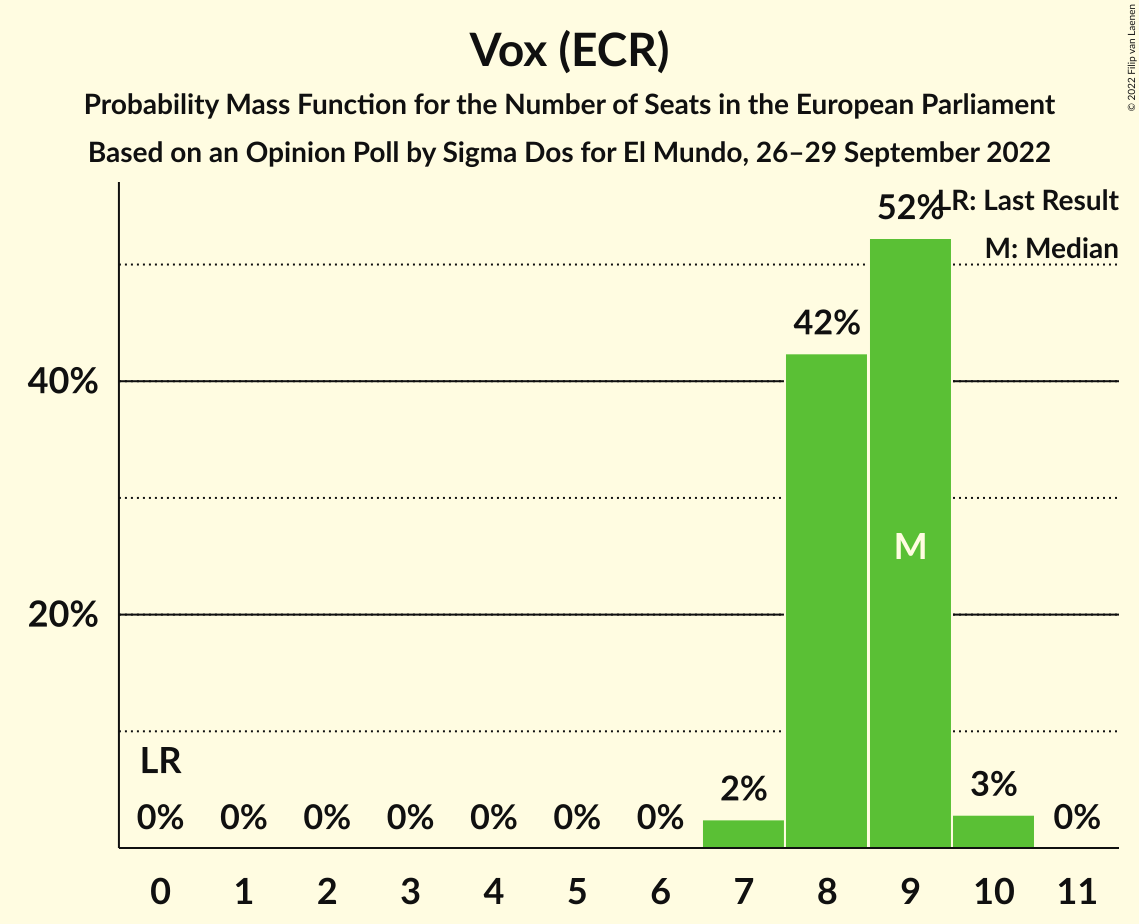 Vox (ECR)
Probability Mass Function for the Number of Seats in the European Parliament
Based on an Opinion Poll by Sigma Dos for El Mundo, 26–29 September 2022
© 2022 Filip van Laenen
LR: Last Result
M: Median
52%
42%
40%
M
20%
LR
0% 0% 0% 0% 0% 0% 0% 2% 3% 0%
0 1 2 3 4 5 6 7 8 9 10 11